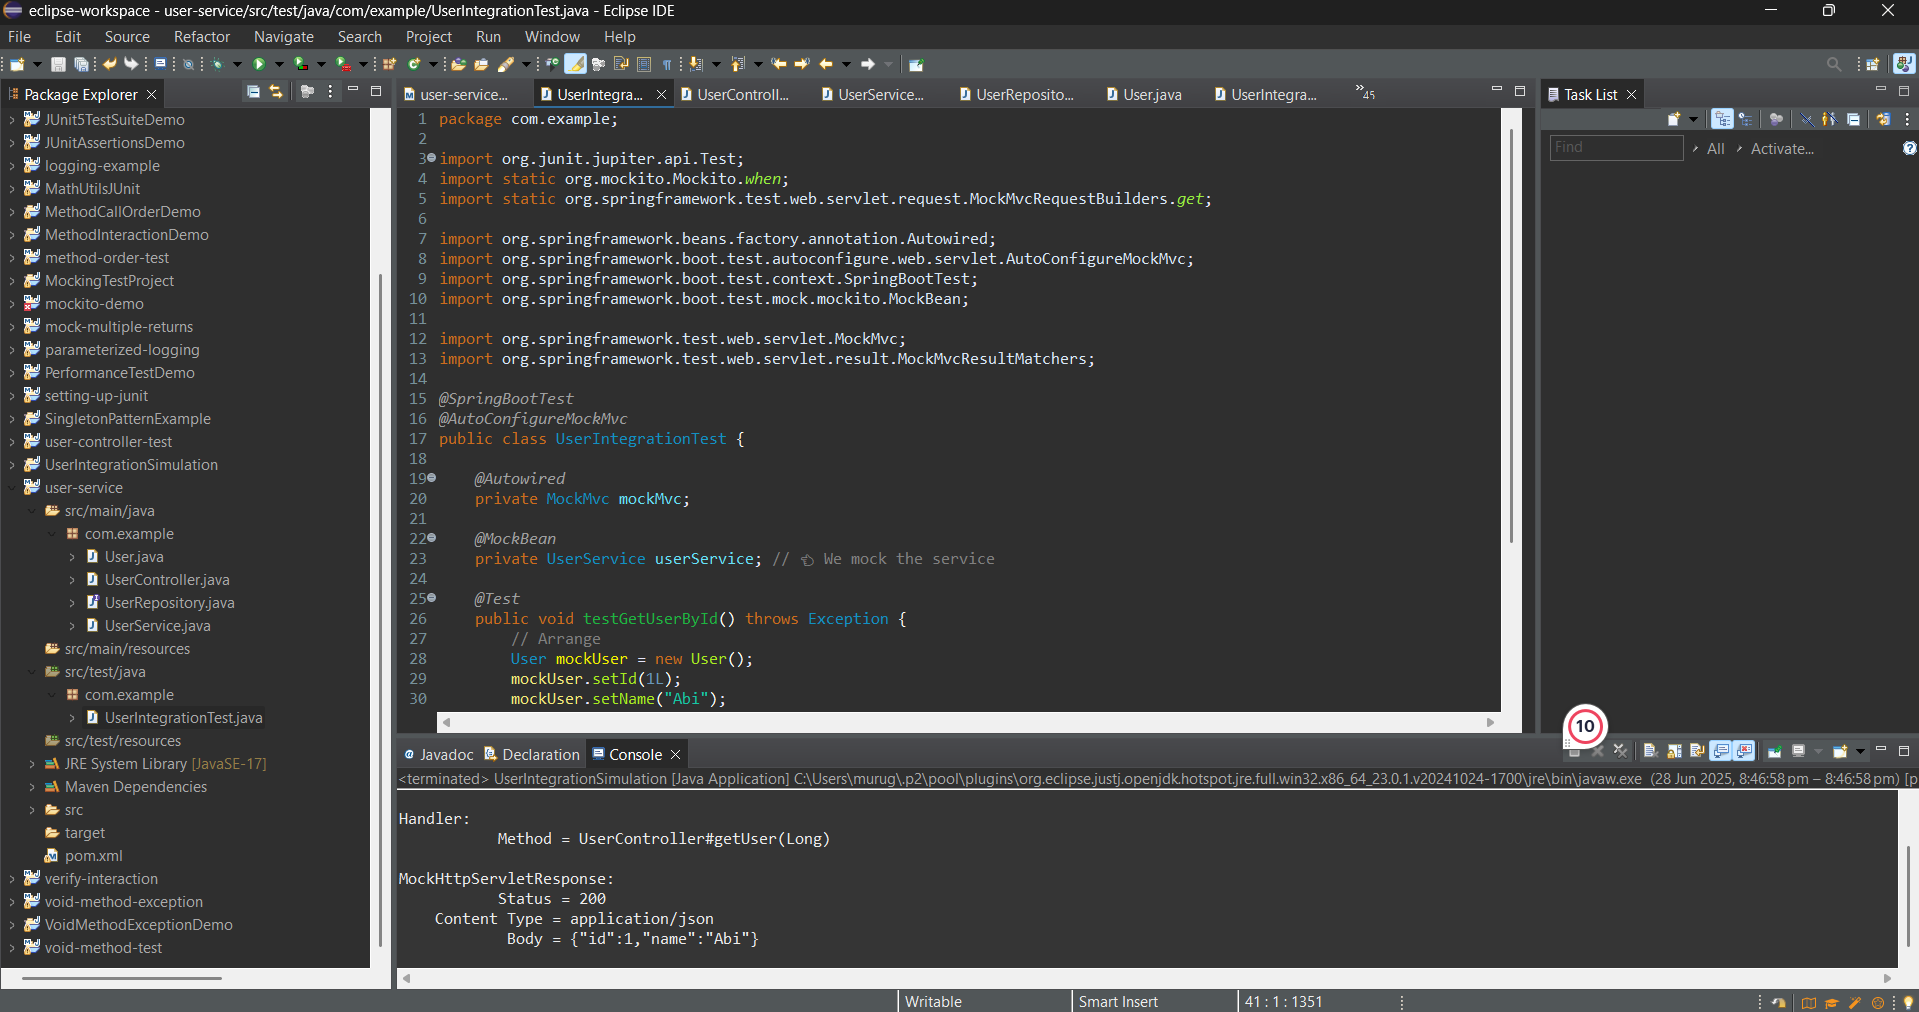 eclipse-workspace - user-service/src/test/java/com/example/UserIntegrationTest.java - Eclipse IDE
File Edit Source Refactor Navigate Search Project Run Window Help
Package Explorer
JUnit5TestSuiteDemo
JUnitAssertionsDemo
logging-example
MathUtilsJUnit
MethodCallOrderDemo
MethodInteractionDemo
method-order-test
MockingTestProject
mockito-demo
mock-multiple-returns
parameterized-logging
PerformanceTestDemo
setting-up-junit
SingletonPatternExample
user-controller-test
UserIntegrationSimulation
user-service
src/main/java
com.example
User.java
UserController.java
UserRepository.java
UserService.java
src/main/resources
src/test/java
com.example
UserIntegrationTest.java
src/test/resources
JRE System Library [JavaSE-17]
Maven Dependencies
src
target
pom.xml
verify-interaction
void-method-exception
VoidMethodExceptionDemo
void-method-test
user-service... UserIntegra... UserControll... UserService... UserReposito... User.java UserIntegra... »45
1 package com.example;
2
3 import org.junit.jupiter.api.Test;
4 import static org.mockito.Mockito.when;
5 import static org.springframework.test.web.servlet.request.MockMvcRequestBuilders.get;
6
7 import org.springframework.beans.factory.annotation.Autowired;
8 import org.springframework.boot.test.autoconfigure.web.servlet.AutoConfigureMockMvc;
9 import org.springframework.boot.test.context.SpringBootTest;
10 import org.springframework.boot.test.mock.mockito.MockBean;
11
12 import org.springframework.test.web.servlet.MockMvc;
13 import org.springframework.test.web.servlet.result.MockMvcResultMatchers;
14
15 @SpringBootTest
16 @AutoConfigureMockMvc
17 public class UserIntegrationTest {
18
19 @Autowired
20 private MockMvc mockMvc;
21
22 @MockBean
23 private UserService userService; // 👈 We mock the service
24
25 @Test
26 public void testGetUserById() throws Exception {
27 // Arrange
28 User mockUser = new User();
29 mockUser.setId(1L);
30 mockUser.setName("Abi");
Task List
Find All Activate...
10
Javadoc Declaration Console
<terminated> UserIntegrationSimulation [Java Application] C:\Users\murug\.p2\pool\plugins\org.eclipse.justj.openjdk.hotspot.jre.full.win32.x86_64_23.0.1.v20241024-1700\jre\bin\javaw.exe (28 Jun 2025, 8:46:58 pm – 8:46:58 pm) [p
Handler:
Method = UserController#getUser(Long)
MockHttpServletResponse:
Status = 200
Content Type = application/json
Body = {"id":1,"name":"Abi"}
Writable Smart Insert 41 : 1 : 1351